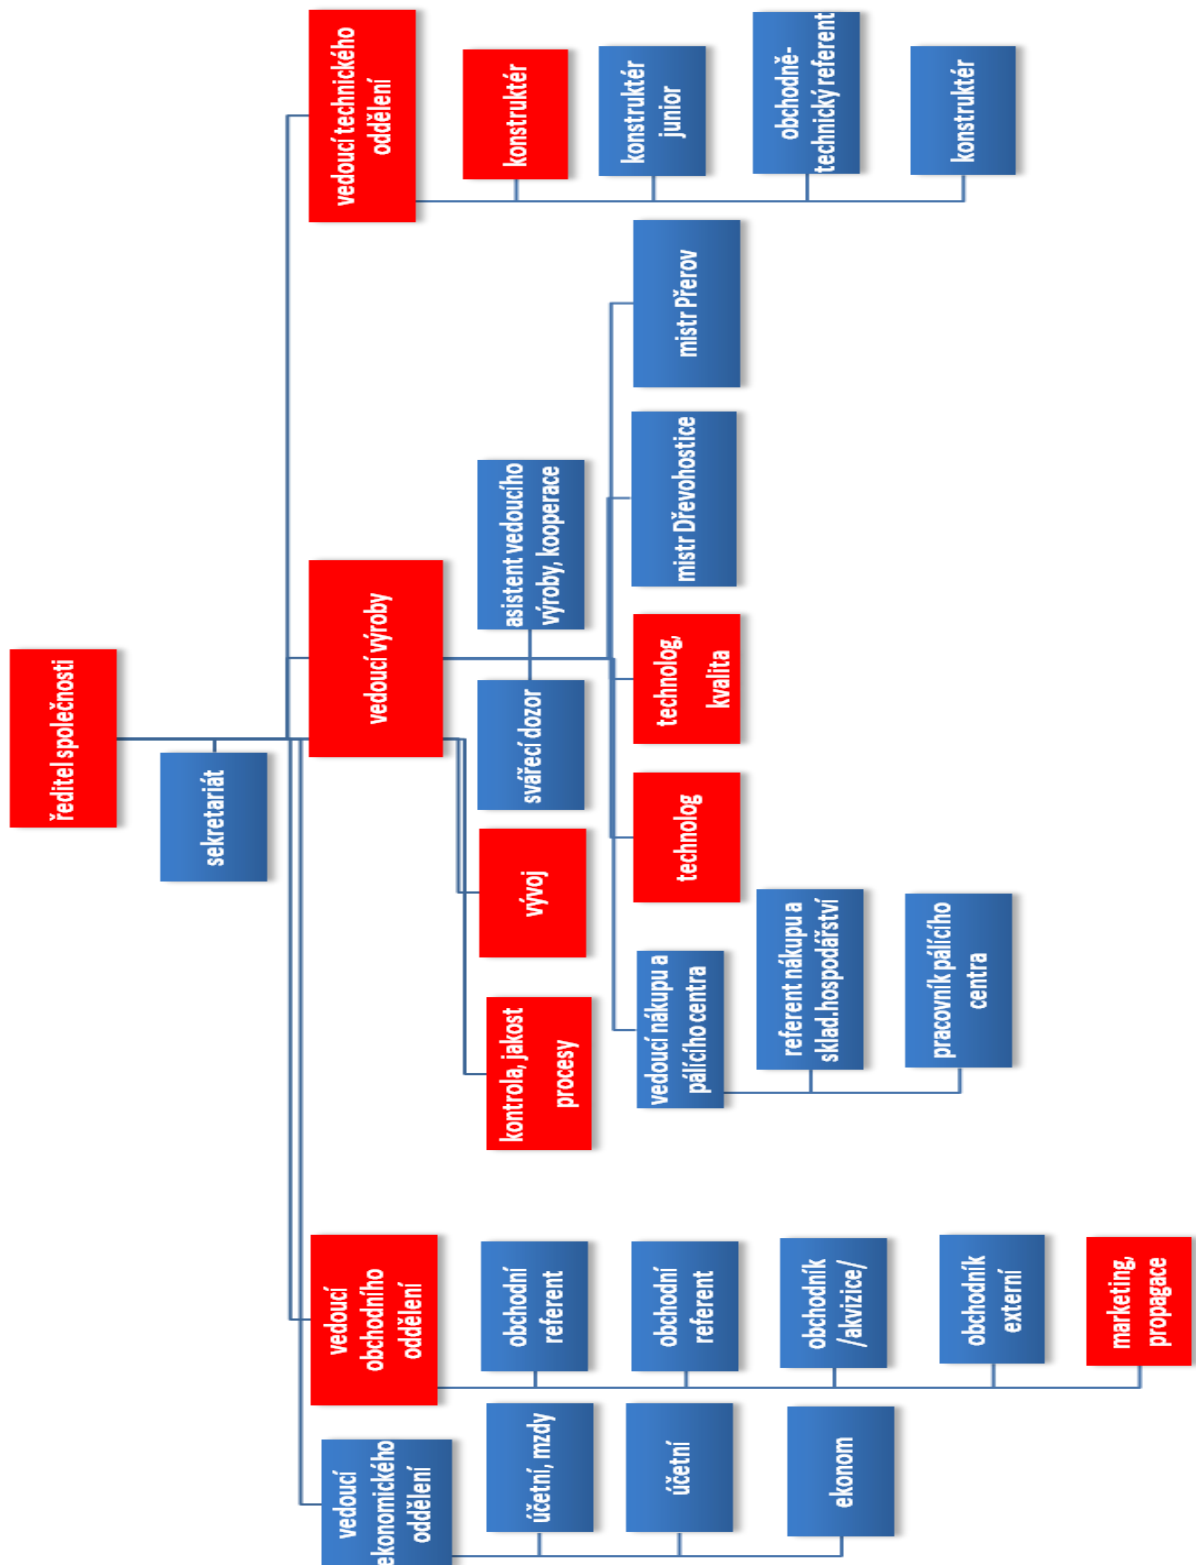 ředitel společnosti
sekretariát
vedoucí
ekonomického
oddělení
účetní, mzdy
účetní
ekonom
vedoucí
obchodního
oddělení
obchodní
referent
obchodní
referent
obchodník
/akvizice/
obchodník
externí
marketing,
propagace
vedoucí výroby
kontrola, jakost
procesy
vývoj
svářecí dozor
asistent vedoucího
výroby, kooperace
vedoucí nákupu a
pálícího centra
referent nákupu a
sklad.hospodářství
pracovník pálícího
centra
technolog
technolog,
kvalita
mistr Dřevohostice
mistr Přerov
vedoucí technického
oddělení
konstruktér
konstruktér
junior
obchodně-
technický referent
konstruktér